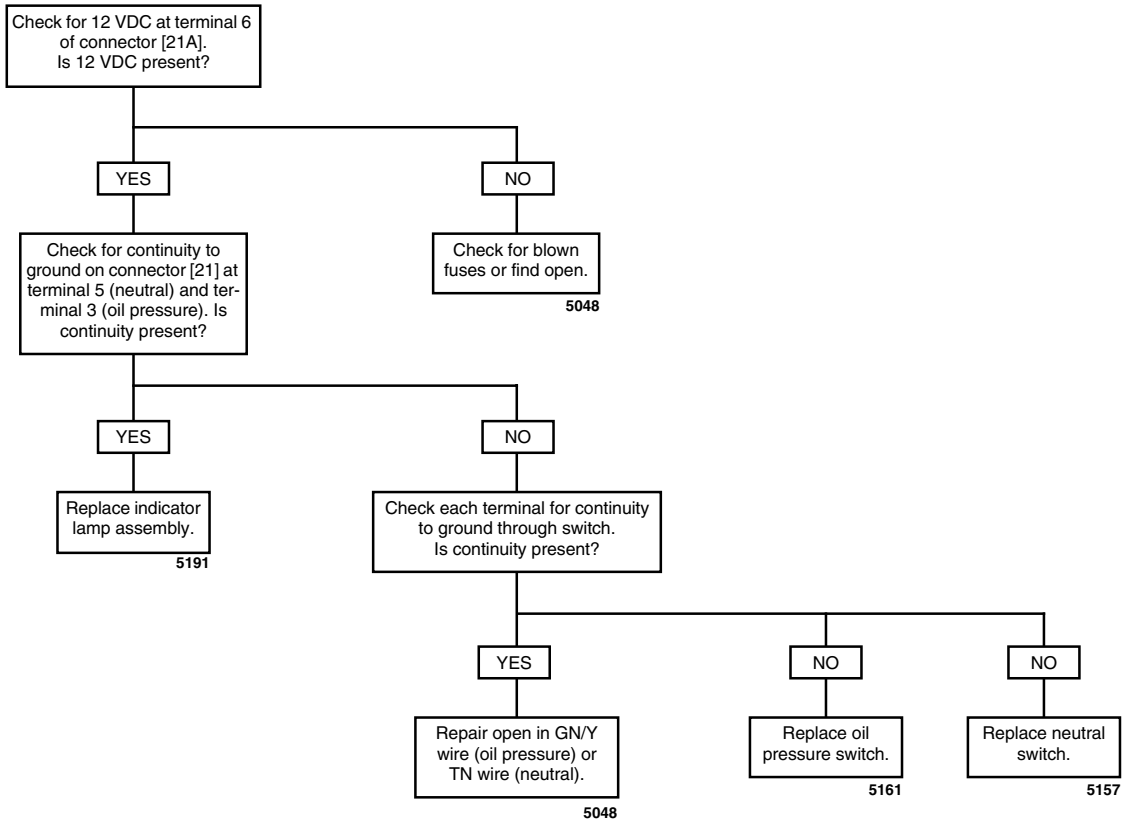 Check for 12 VDC at terminal 6
of connector [21A].
Is 12 VDC present?
YES
NO
Check for continuity to
ground on connector [21] at
terminal 5 (neutral) and ter-
minal 3 (oil pressure). Is
continuity present?
Check for blown
fuses or find open.
5048
YES
NO
Replace indicator
lamp assembly.
5191
Check each terminal for continuity
to ground through switch.
Is continuity present?
YES
NO
NO
Repair open in GN/Y
wire (oil pressure) or
TN wire (neutral).
5048
Replace oil
pressure switch.
5161
Replace neutral
switch.
5157